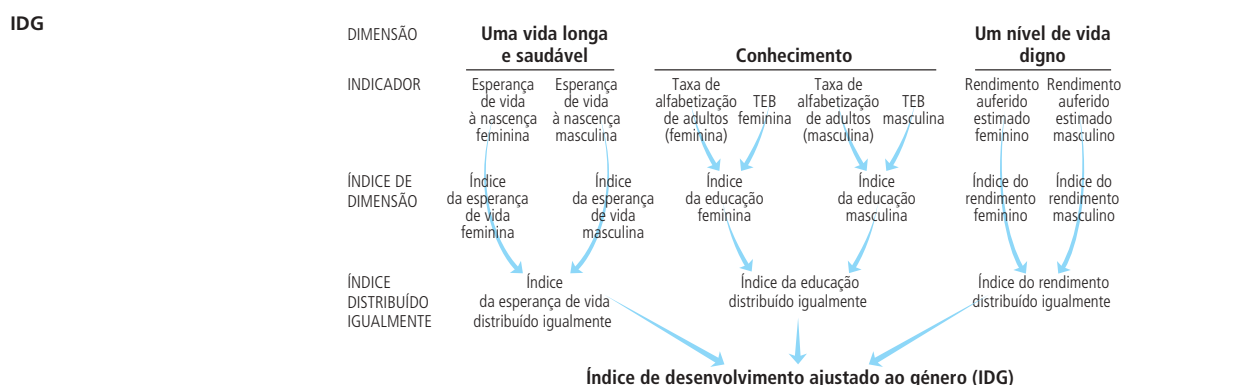 IDG
DIMENSÃO
Uma vida longa
e saudável
Conhecimento
Um nível de vida
digno
INDICADOR
Esperança
de vida
à nascença
feminina
Esperança
de vida
à nascença
masculina
Taxa de
alfabetização
de adultos
(feminina)
TEB
feminina
Taxa de
alfabetização
de adultos
(masculina)
TEB
masculina
Rendimento
auferido
estimado
feminino
Rendimento
auferido
estimado
masculino
ÍNDICE DE
DIMENSÃO
Índice
da esperança
de vida
feminina
Índice
da esperança
de vida
masculina
Índice
da educação
feminina
Índice
da educação
masculina
Índice do
rendimento
feminino
Índice do
rendimento
masculino
ÍNDICE
DISTRIBUÍDO
IGUALMENTE
Índice
da esperança de vida
distribuído igualmente
Índice da educação
distribuído igualmente
Índice do rendimento
distribuído igualmente
Índice de desenvolvimento ajustado ao género (IDG)